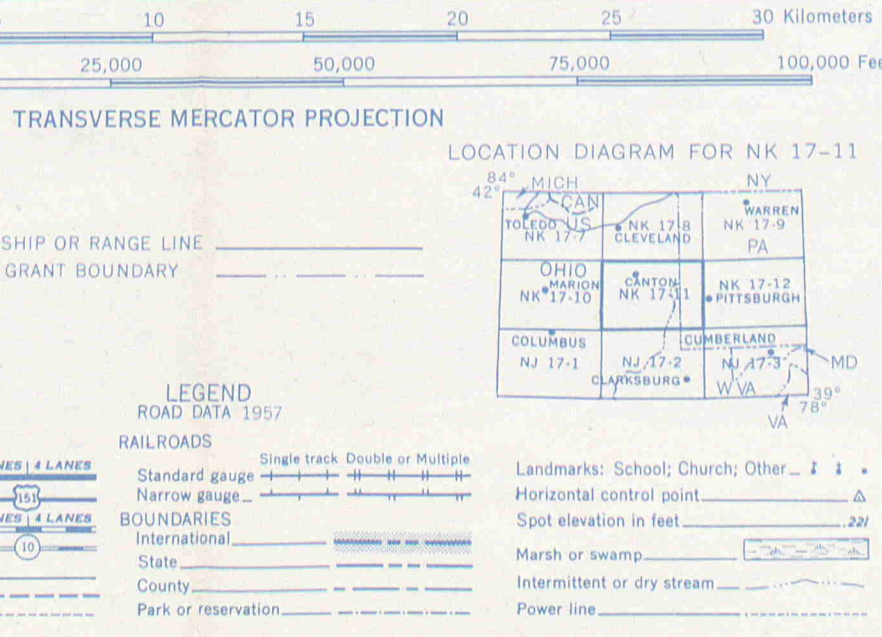 10 15 20 25 30 Kilometers
25,000 50,000 75,000 100,000 Fee
TRANSVERSE MERCATOR PROJECTION
LOCATION DIAGRAM FOR NK 17-11
84° MICH NY
42°
CAN
TOLEDO US
NK 17-7
NK 17-8
CLEVELAND
WARREN
NK 17-9
PA
OHIO
MARION
NK 17-10
CANTON
NK 17-11
NK 17-12
PITTSBURGH
COLUMBUS
NJ 17-1
NJ 17-2
CLARKSBURG
CUMBERLAND
NJ 17-3
W VA
MD
39°
78°
VA
SHIP OR RANGE LINE
GRANT BOUNDARY
LEGEND
ROAD DATA 1957
NES | 4 LANES
151
NES | 4 LANES
10
RAILROADS
Single track Double or Multiple
Standard gauge
Narrow gauge
BOUNDARIES
International
State
County
Park or reservation
Landmarks: School; Church; Other
Horizontal control point
Spot elevation in feet .221
Marsh or swamp
Intermittent or dry stream
Power line